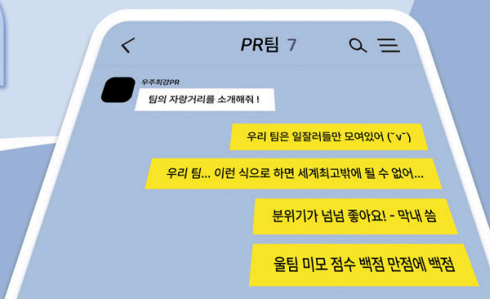 PR팀 7
우주최강PR
팀의 자랑거리를 소개해줘 !
우리 팀은 일잘러들만 모여있어 (˘v˘)
우리 팀... 이런 식으로 하면 세계최고밖에 될 수 없어...
분위기가 넘넘 좋아요! - 막내 씀
울팀 미모 점수 백점 만점에 백점